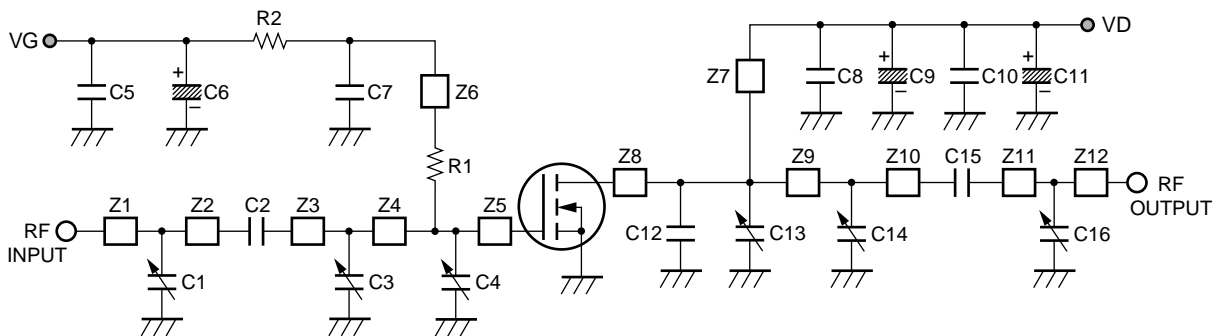 R2
VG
VD
+
+
+
C5
C6
C7
Z6
Z7
C8
C9
C10
C11
−
−
−
R1
Z8
Z9
Z10
C15
Z11
Z12
RF
OUTPUT
Z1
Z2
C2
Z3
Z4
Z5
RF
INPUT
C12
C13
C14
C16
C1
C3
C4